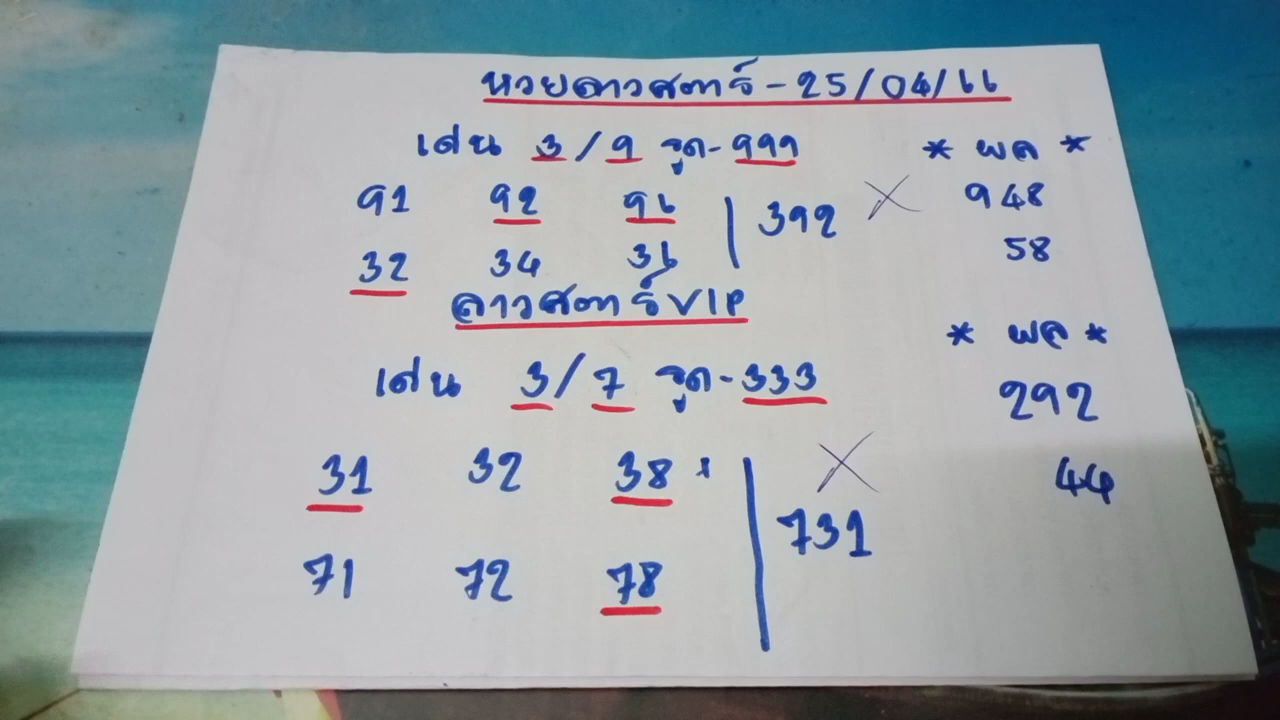 หวยลาวสตาร์-25/04/66
เด่น 3/9 รูด-999
* ผล *
91 92 96 392 948
32 34 36 58
ลาวสตาร์VIP
* ผล *
เด่น 3/7 รูด-333
292
31 32 38
44
731
71 72 78